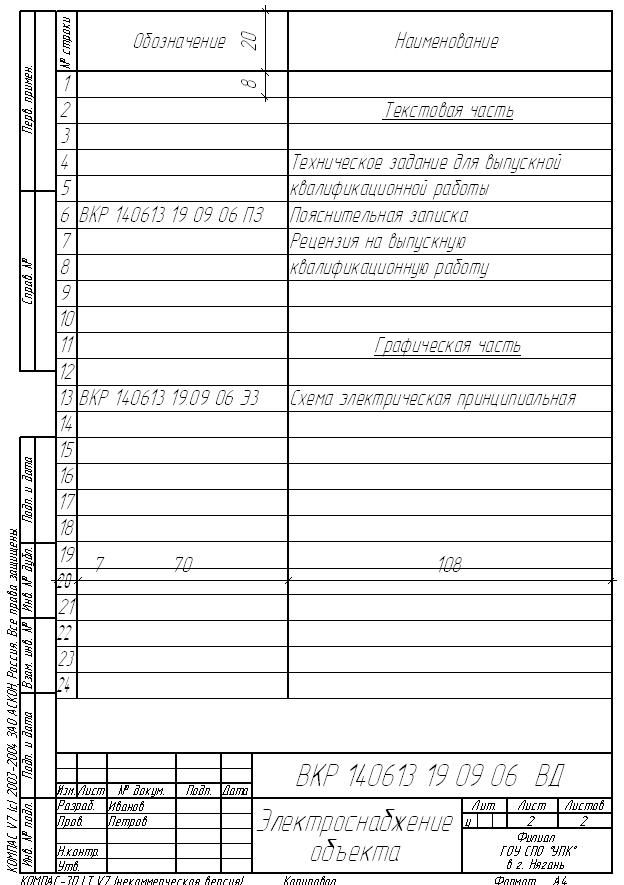 № строки Обозначение 20 Наименование
1 8
2 Текстовая часть
3
4 Техническое задание для выпускной
5 квалификационной работы
6 ВКР 140613 19 09 06 ПЗ Пояснительная записка
7 Рецензия на выпускную
8 квалификационную работу
9
10
11 Графическая часть
12
13 ВКР 140613 19.09 06 ЭЗ Схема электрическая принципиальная
14
15
16
17
18
19 7 70 108
20
21
22
23
24
Перв. примен.
Справ. №
Подп. и дата
Инв. № дубл.
Взам. инв. №
Подп. и дата
Инв. № подл.
КОМПАС V7 (c) 2003-2004 ЗАО АСКОН, Россия. Все права защищены.
ВКР 140613 19 09 06 ВД
Изм. Лист № докум. Подп. Дата
Разраб. Иванов
Пров. Петров
Н.контр.
Утв.
Электроснабжение
объекта
Лит. Лист Листов
и 2 2
Филиал
ГОУ СПО "УПК"
в г. Нягань
КОМПАС-3D LT V7 (некоммерческая версия) Копировал Формат А4